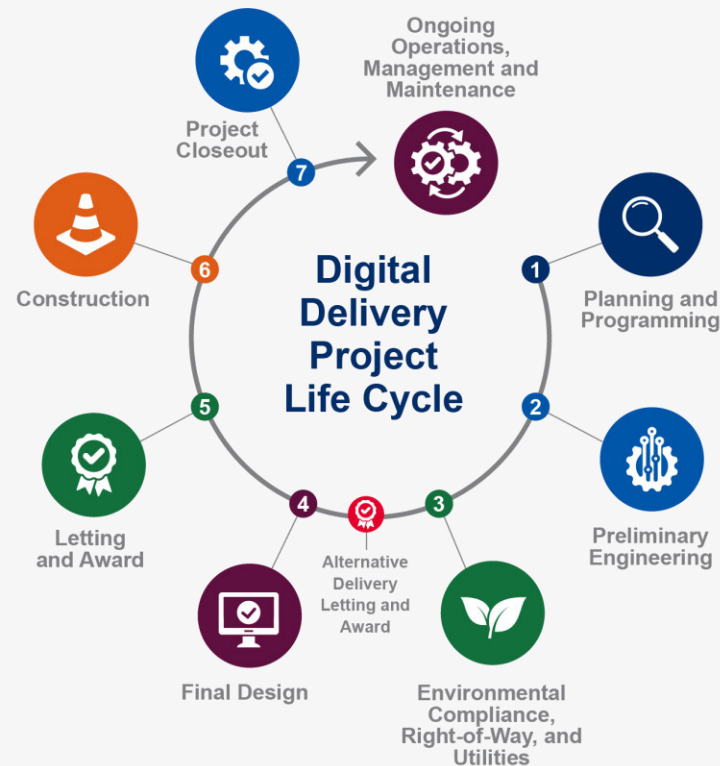 Digital
Delivery
Project
Life Cycle
1
Planning and
Programming
2
Preliminary
Engineering
3
Environmental
Compliance,
Right-of-Way, and
Utilities
Alternative
Delivery
Letting and
Award
4
Final Design
5
Letting
and Award
6
Construction
7
Project
Closeout
Ongoing
Operations,
Management and
Maintenance